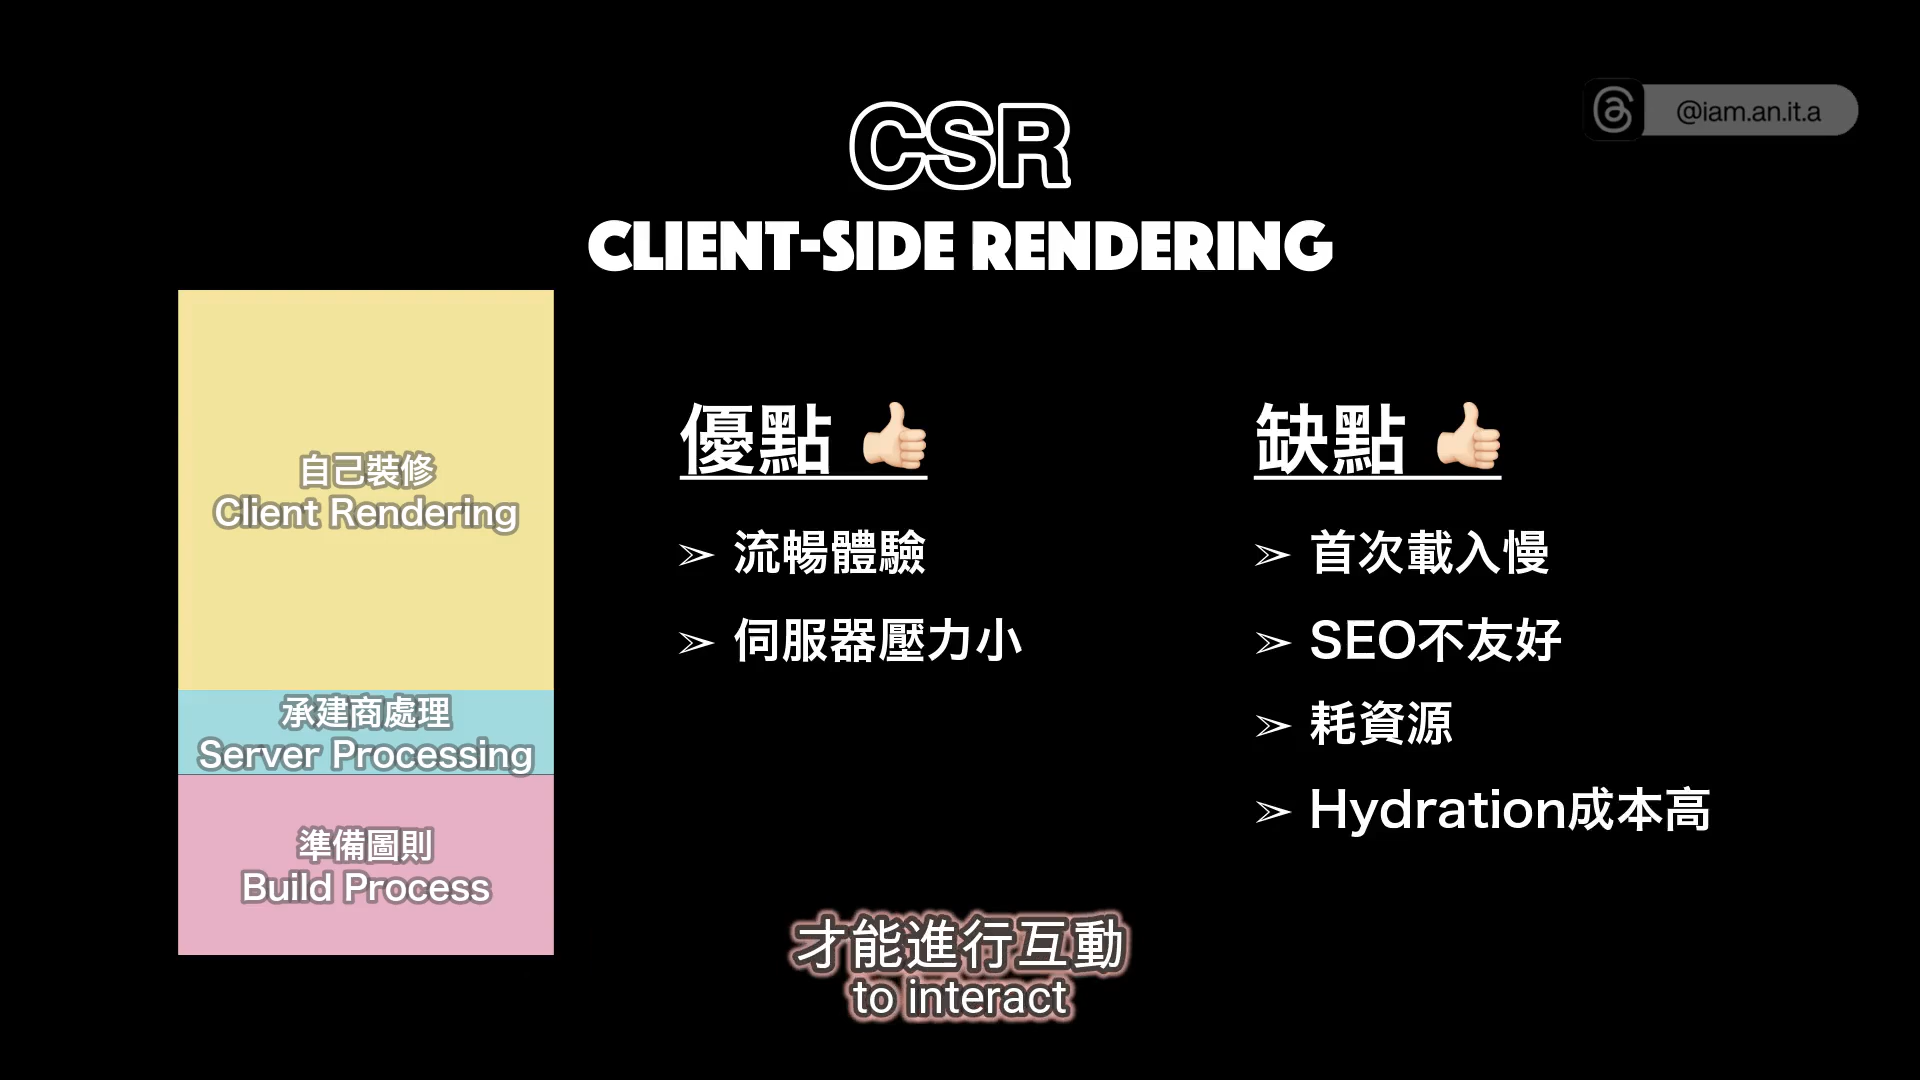 @iam.an.it.a
CSR
CLIENT-SIDE RENDERING
自己裝修
Client Rendering
承建商處理
Server Processing
準備圖則
Build Process
優點 👍🏻
➢ 流暢體驗
➢ 伺服器壓力小
缺點 👍🏻
➢ 首次載入慢
➢ SEO不友好
➢ 耗資源
➢ Hydration成本高
才能進行互動
to interact